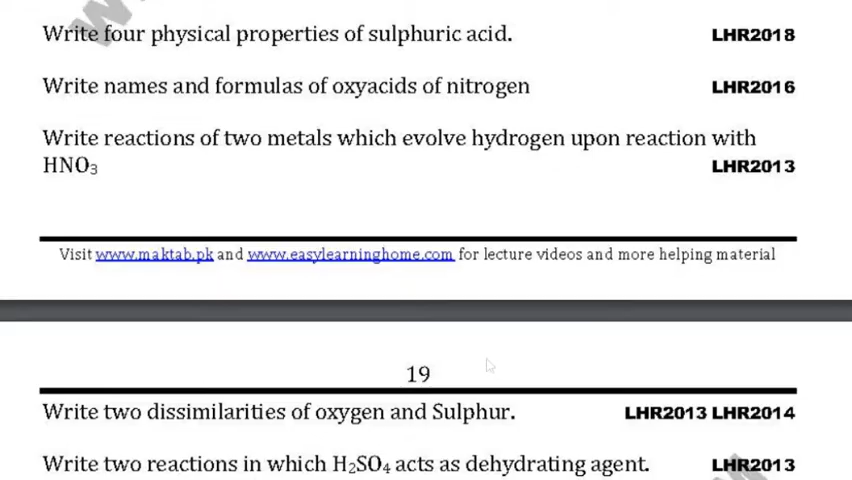 Write four physical properties of sulphuric acid. LHR2018
Write names and formulas of oxyacids of nitrogen LHR2016
Write reactions of two metals which evolve hydrogen upon reaction with
HNO₃ LHR2013
Visit www.maktab.pk and www.easylearninghome.com for lecture videos and more helping material
19
Write two dissimilarities of oxygen and Sulphur. LHR2013 LHR2014
Write two reactions in which H₂SO₄ acts as dehydrating agent. LHR2013